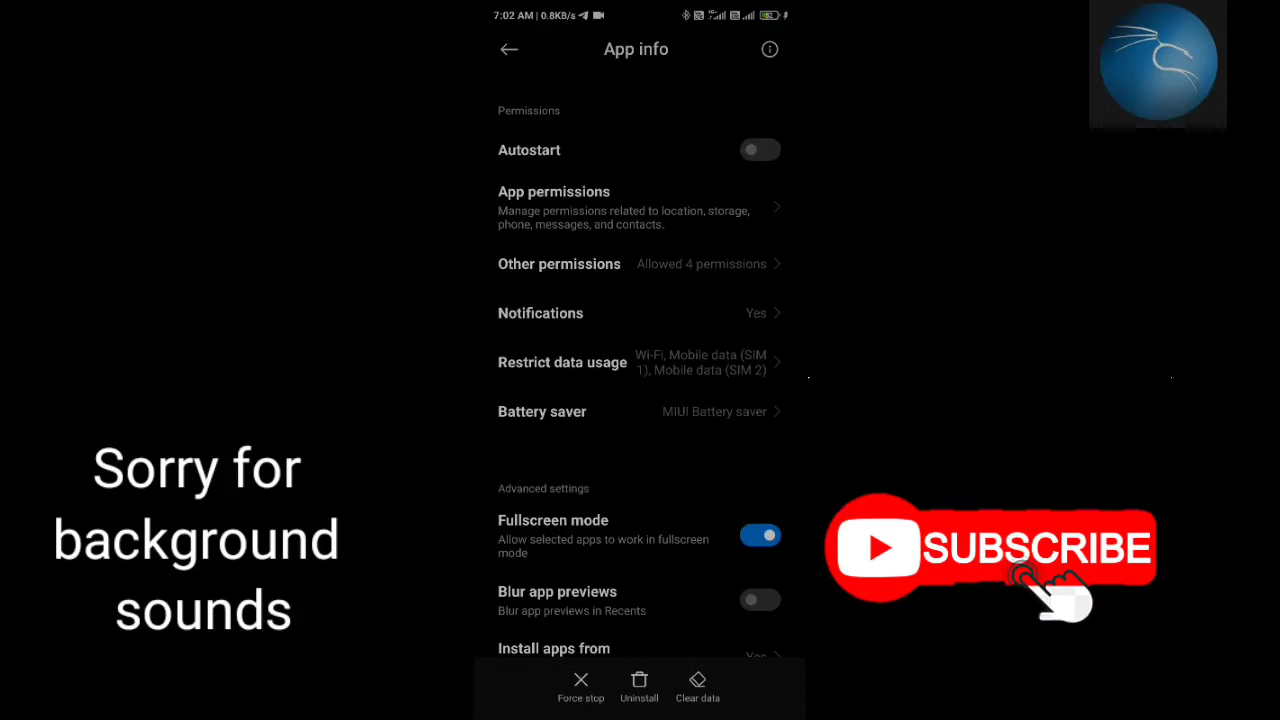 7:02 AM | 0.8KB/s
App info
Permissions
Autostart
App permissions
Manage permissions related to location, storage,
phone, messages, and contacts.
Other permissions Allowed 4 permissions
Notifications Yes
Restrict data usage Wi-Fi, Mobile data (SIM
1), Mobile data (SIM 2)
Battery saver MIUI Battery saver
Advanced settings
Fullscreen mode
Allow selected apps to work in fullscreen
mode
Blur app previews
Blur app previews in Recents
Install apps from Yes
Force stop Uninstall Clear data
Sorry for
background
sounds
SUBSCRIBE